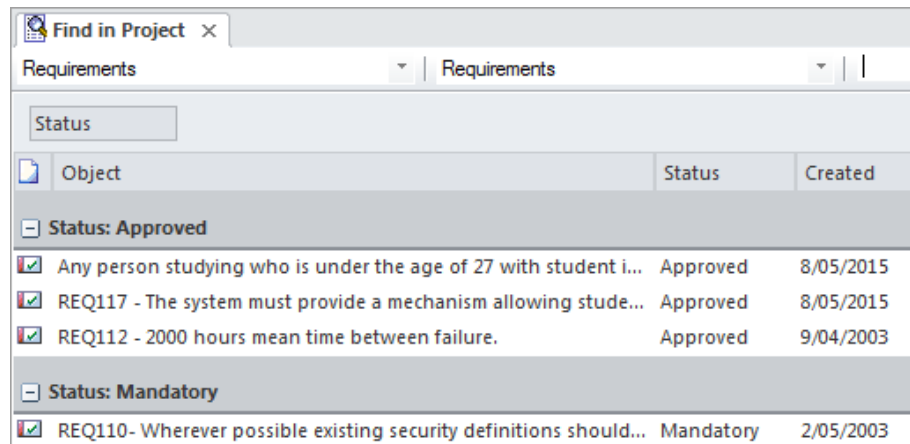 Find in Project
Requirements Requirements
Status
Object Status Created
Status: Approved
Any person studying who is under the age of 27 with student i... Approved 8/05/2015
REQ117 - The system must provide a mechanism allowing stude... Approved 8/05/2015
REQ112 - 2000 hours mean time between failure. Approved 9/04/2003
Status: Mandatory
REQ110- Wherever possible existing security definitions should... Mandatory 2/05/2003